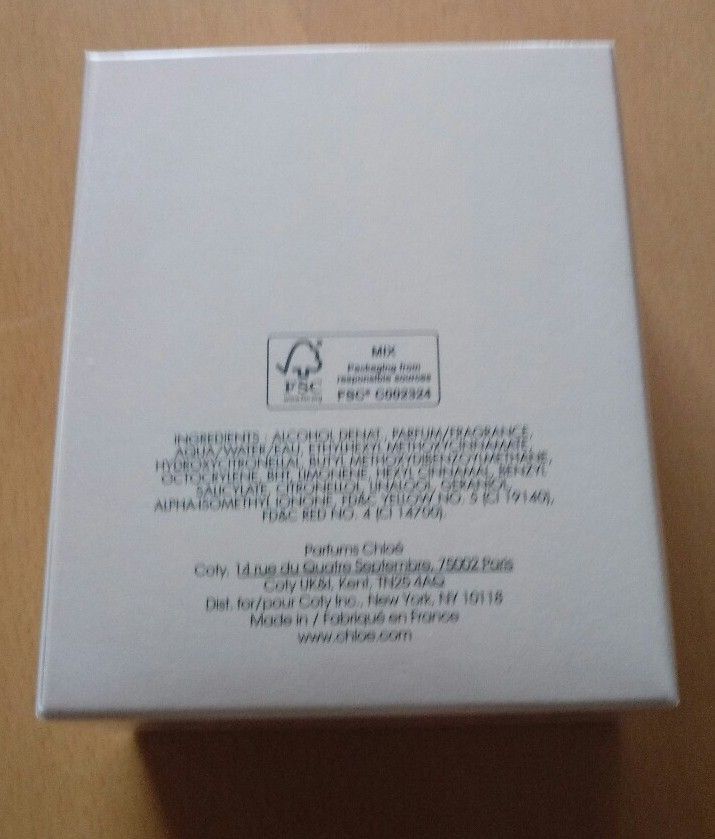 FSC
MIX
Packaging from
responsible sources
FSC® C002324
INGREDIENTS : ALCOHOL DENAT., PARFUM/FRAGRANCE,
AQUA/WATER/EAU, ETHYLHEXYL METHOXYCINNAMATE,
HYDROXYCITRONELLAL, BUTYL METHOXYDIBENZOYLMETHANE,
OCTOCRYLENE, BHT, LIMONENE, HEXYL CINNAMAL, BENZYL
SALICYLATE, CITRONELLOL, LINALOOL, GERANIOL,
ALPHA-ISOMETHYL IONONE, FD&C YELLOW NO. 5 (CI 19140),
FD&C RED NO. 4 (CI 14700).
Parfums Chloé
Coty, 14 rue du Quatre Septembre, 75002 Paris
Coty UK&I, Kent, TN25 4AQ
Dist. for/pour Coty Inc., New York, NY 10118
Made in / Fabriqué en France
www.chloe.com